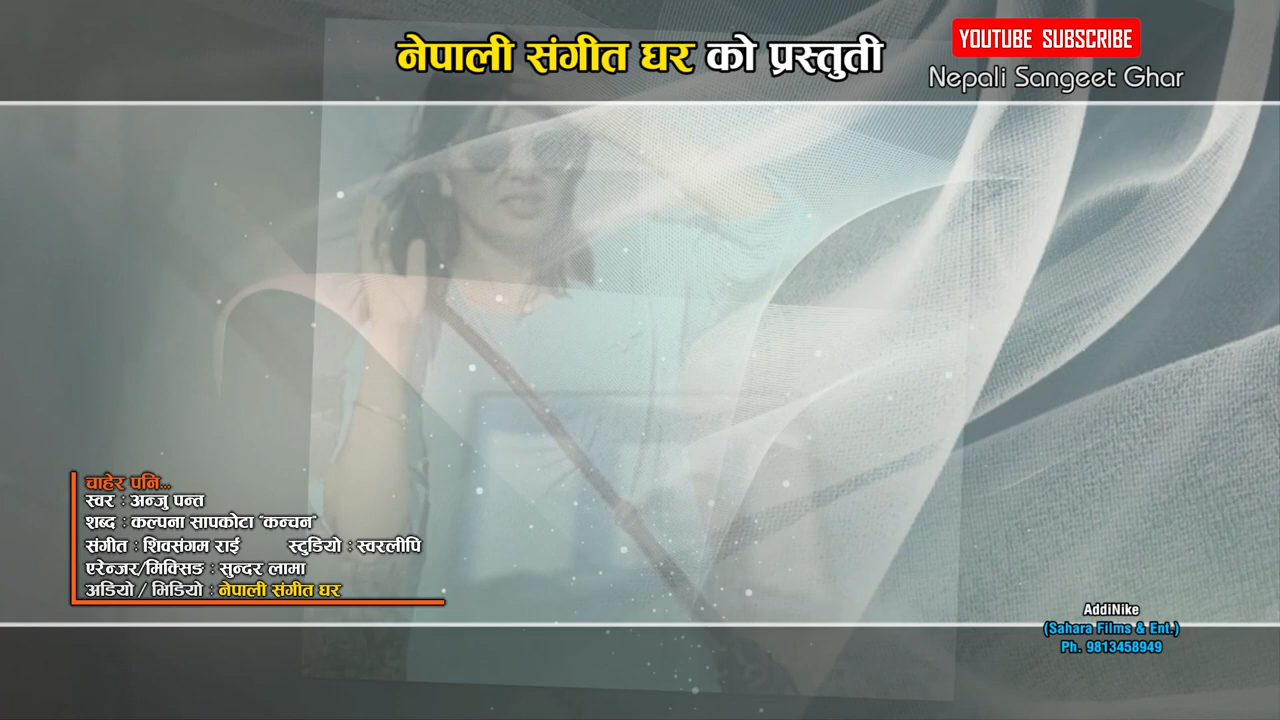 नेपाली संगीत घर को प्रस्तुती
YOUTUBE SUBSCRIBE
Nepali Sangeet Ghar
चाहेर पनि...
स्वर : अन्जु पन्त
शब्द : कल्पना सापकोटा "कन्चन"
संगीत : शिवसंगम राई स्टुडियो : स्वरलीपि
एरेन्जर/मिक्सिङ : सुन्दर लामा
अडियो / भिडियो : नेपाली संगीत घर
AddiNike
(Sahara Films & Ent.)
Ph. 9813458949